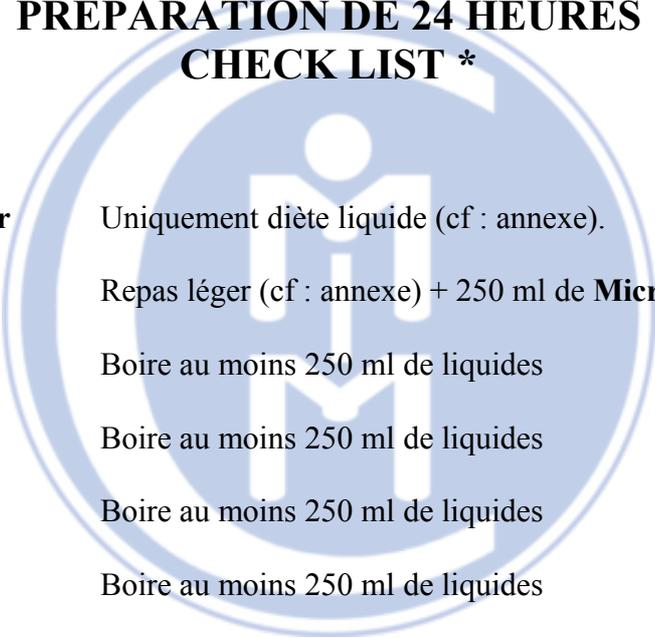 PRÉPARATION DE 24 HEURES
CHECK LIST *
r Uniquement diète liquide (cf : annexe).
Repas léger (cf : annexe) + 250 ml de Micr
Boire au moins 250 ml de liquides
Boire au moins 250 ml de liquides
Boire au moins 250 ml de liquides
Boire au moins 250 ml de liquides